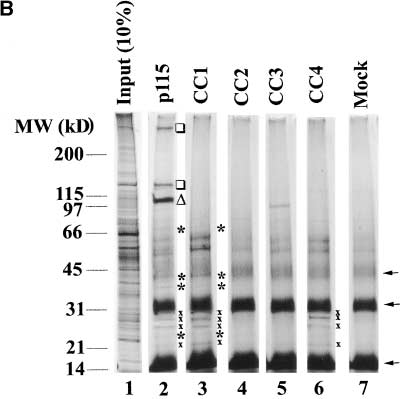 B
Input (10%)
p115
CC1
CC2
CC3
CC4
Mock
MW (kD)
200
115
97
66
45
31
21
14
* *
* *
* *
x
x
x x
x x
* *
x x x
1 2 3 4 5 6 7